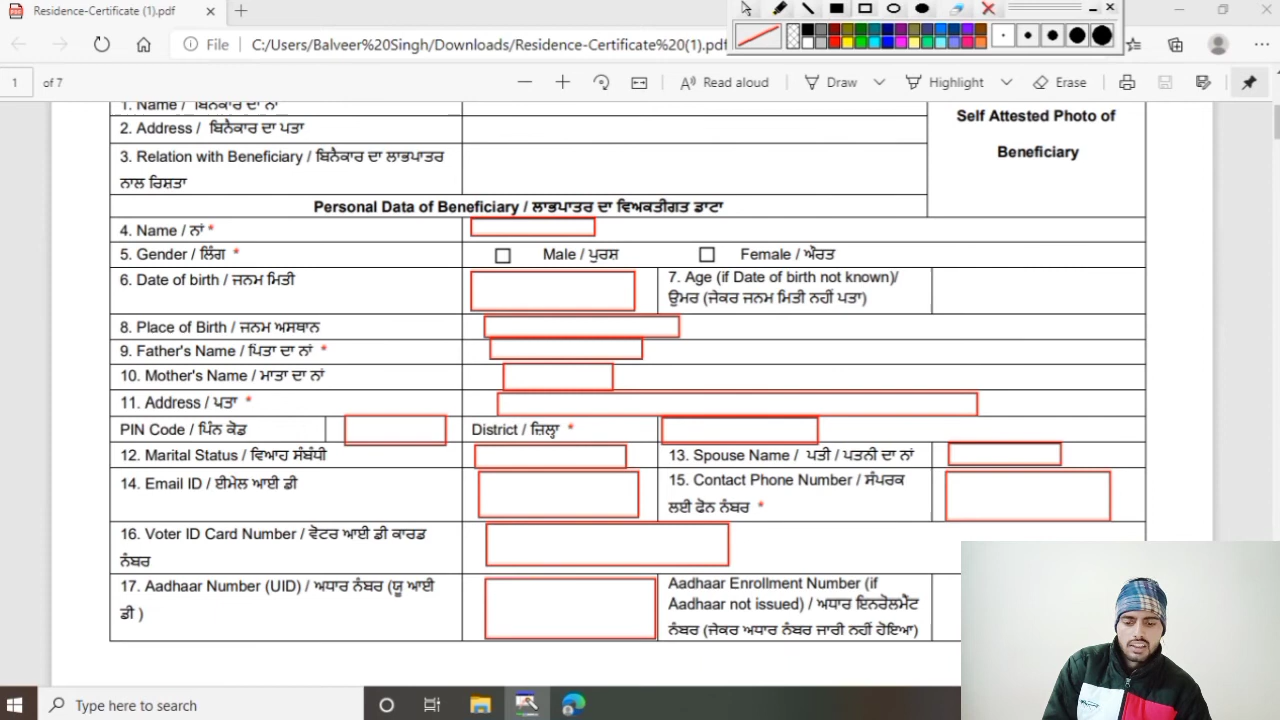 Residence-Certificate (1).pdf
File
C:/Users/Balveer%20Singh/Downloads/Residence-Certificate%20(1).pdf
1 of 7
Read aloud
Draw
Highlight
Erase
1. Name / ਬਿਨੈਕਾਰ ਦਾ ਨਾਂ
2. Address / ਬਿਨੈਕਾਰ ਦਾ ਪਤਾ
3. Relation with Beneficiary / ਬਿਨੈਕਾਰ ਦਾ ਲਾਭਪਾਤਰ
ਨਾਲ ਰਿਸ਼ਤਾ
Self Attested Photo of
Beneficiary
Personal Data of Beneficiary / ਲਾਭਪਾਤਰ ਦਾ ਵਿਅਕਤੀਗਤ ਡਾਟਾ
4. Name / ਨਾਂ *
5. Gender / ਲਿੰਗ *
Male / ਪੁਰਸ਼
Female / ਔਰਤ
6. Date of birth / ਜਨਮ ਮਿਤੀ
7. Age (if Date of birth not known)/
ਉਮਰ (ਜੇਕਰ ਜਨਮ ਮਿਤੀ ਨਹੀਂ ਪਤਾ)
8. Place of Birth / ਜਨਮ ਅਸਥਾਨ
9. Father's Name / ਪਿਤਾ ਦਾ ਨਾਂ *
10. Mother's Name / ਮਾਤਾ ਦਾ ਨਾਂ
11. Address / ਪਤਾ *
PIN Code / ਪਿੰਨ ਕੋਡ
District / ਜ਼ਿਲ੍ਹਾ *
12. Marital Status / ਵਿਆਹ ਸੰਬੰਧੀ
13. Spouse Name / ਪਤੀ / ਪਤਨੀ ਦਾ ਨਾਂ
14. Email ID / ਈਮੇਲ ਆਈ ਡੀ
15. Contact Phone Number / ਸੰਪਰਕ
ਲਈ ਫੋਨ ਨੰਬਰ *
16. Voter ID Card Number / ਵੋਟਰ ਆਈ ਡੀ ਕਾਰਡ
ਨੰਬਰ
17. Aadhaar Number (UID) / ਅਧਾਰ ਨੰਬਰ (ਯੂ ਆਈ
ਡੀ )
Aadhaar Enrollment Number (if
Aadhaar not issued) / ਅਧਾਰ ਇਨਰੋਲਮੈਂਟ
ਨੰਬਰ (ਜੇਕਰ ਅਧਾਰ ਨੰਬਰ ਜਾਰੀ ਨਹੀਂ ਹੋਇਆ)
Type here to search